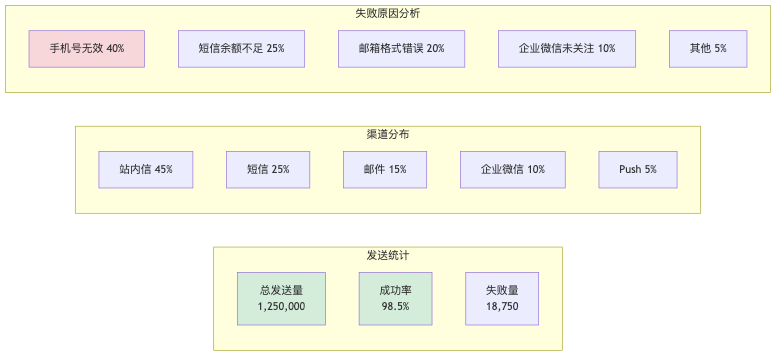 失败原因分析
手机号无效 40%
短信余额不足 25%
邮箱格式错误 20%
企业微信未关注 10%
其他 5%
渠道分布
站内信 45%
短信 25%
邮件 15%
企业微信 10%
Push 5%
发送统计
总发送量
1,250,000
成功率
98.5%
失败量
18,750